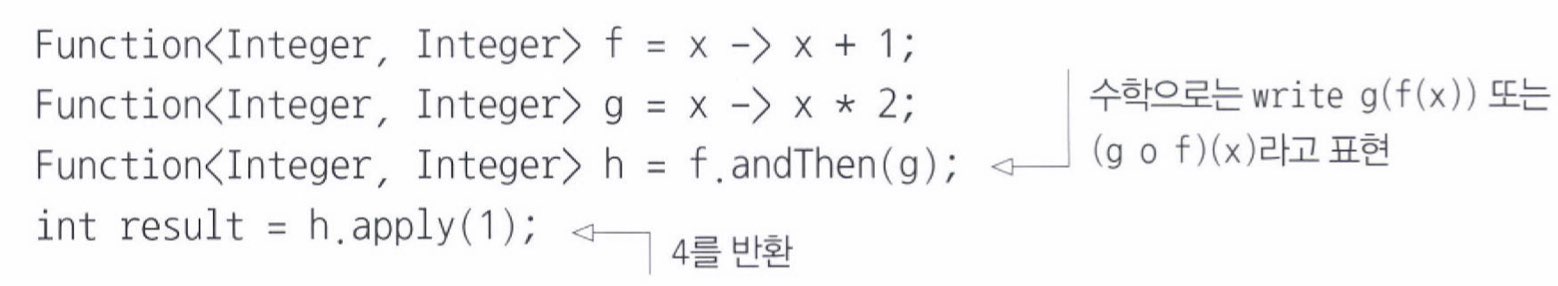 Function<Integer, Integer> f = x -> x + 1;
Function<Integer, Integer> g = x -> x * 2;
Function<Integer, Integer> h = f.andThen(g);
수학으로는 write g(f(x)) 또는
(g o f)(x)라고 표현
int result = h.apply(1);
4를 반환